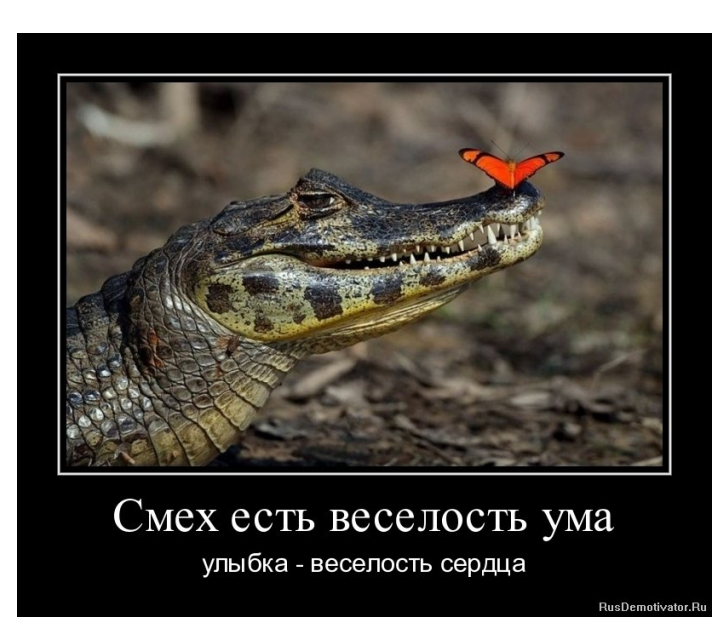 Смех есть веселость ума
улыбка - веселость сердца
RusDemotivator.Ru